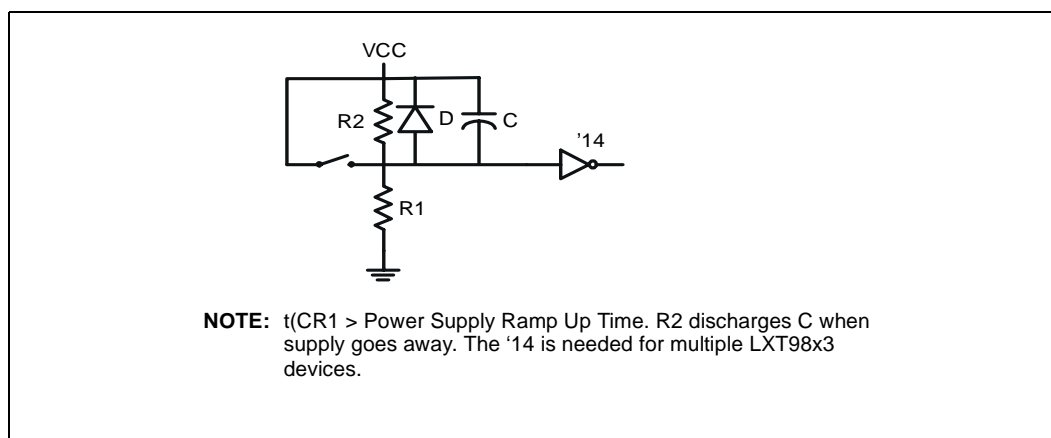 VCC
R2
D
C
’14
R1
NOTE: t(CR1 > Power Supply Ramp Up Time. R2 discharges C when
supply goes away. The ‘14 is needed for multiple LXT98x3
devices.